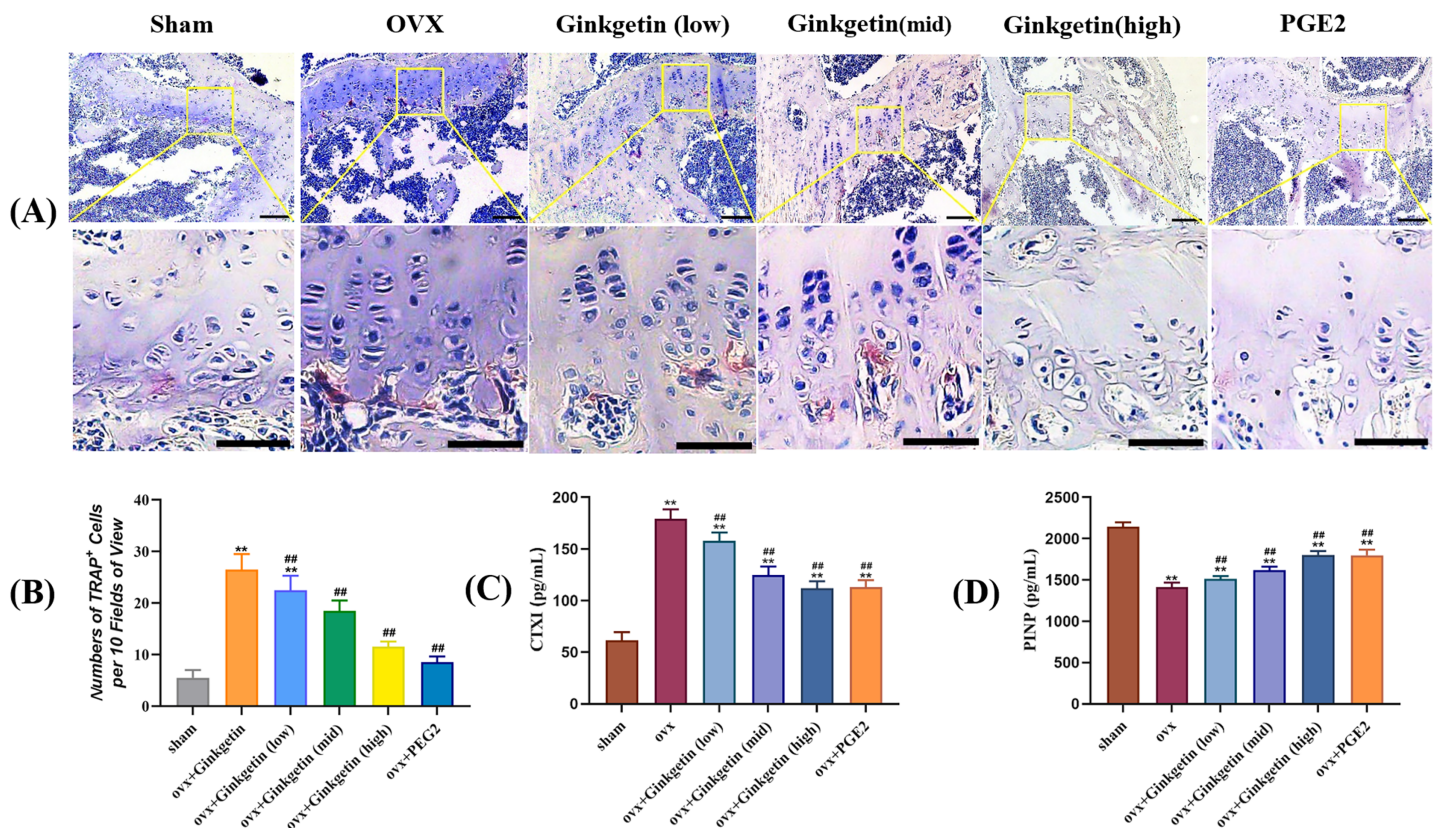 Sham OVX Ginkgetin (low) Ginkgetin(mid) Ginkgetin(high) PGE2
(A)
(B)
Numbers of TRAP+ Cells
per 10 Fields of View
40
30
20
10
0
**
##
**
##
##
##
sham
ovx+Ginkgetin
ovx+Ginkgetin (low)
ovx+Ginkgetin (mid)
ovx+Ginkgetin (high)
ovx+PEG2
(C)
CTXI (pg/mL)
200
150
100
50
0
**
##
**
##
**
##
**
##
**
sham
ovx
ovx+Ginkgetin (low)
ovx+Ginkgetin (mid)
ovx+Ginkgetin (high)
ovx+PGE2
(D)
PINP (pg/mL)
2500
2000
1500
1000
500
0
**
##
**
##
**
##
**
##
**
sham
ovx
ovx+Ginkgetin (low)
ovx+Ginkgetin (mid)
ovx+Ginkgetin (high)
ovx+PGE2